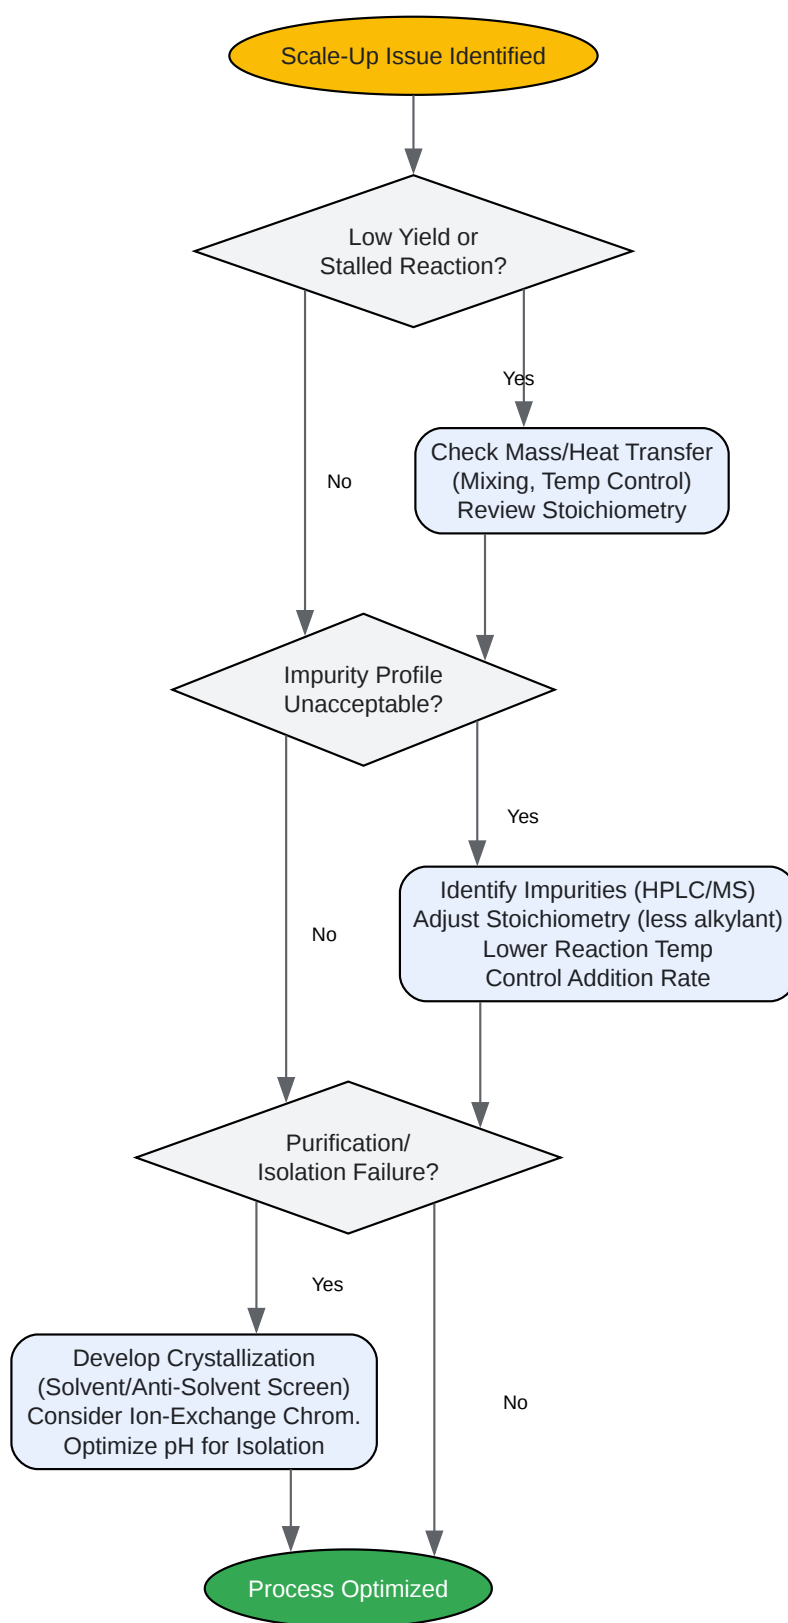 Scale-Up Issue Identified
Low Yield or
Stalled Reaction?
Yes
Check Mass/Heat Transfer
(Mixing, Temp Control)
Review Stoichiometry
No
Impurity Profile
Unacceptable?
Yes
Identify Impurities (HPLC/MS)
Adjust Stoichiometry (less alkylant)
Lower Reaction Temp
Control Addition Rate
No
Purification/
Isolation Failure?
Yes
Develop Crystallization
(Solvent/Anti-Solvent Screen)
Consider Ion-Exchange Chrom.
Optimize pH for Isolation
No
Process Optimized